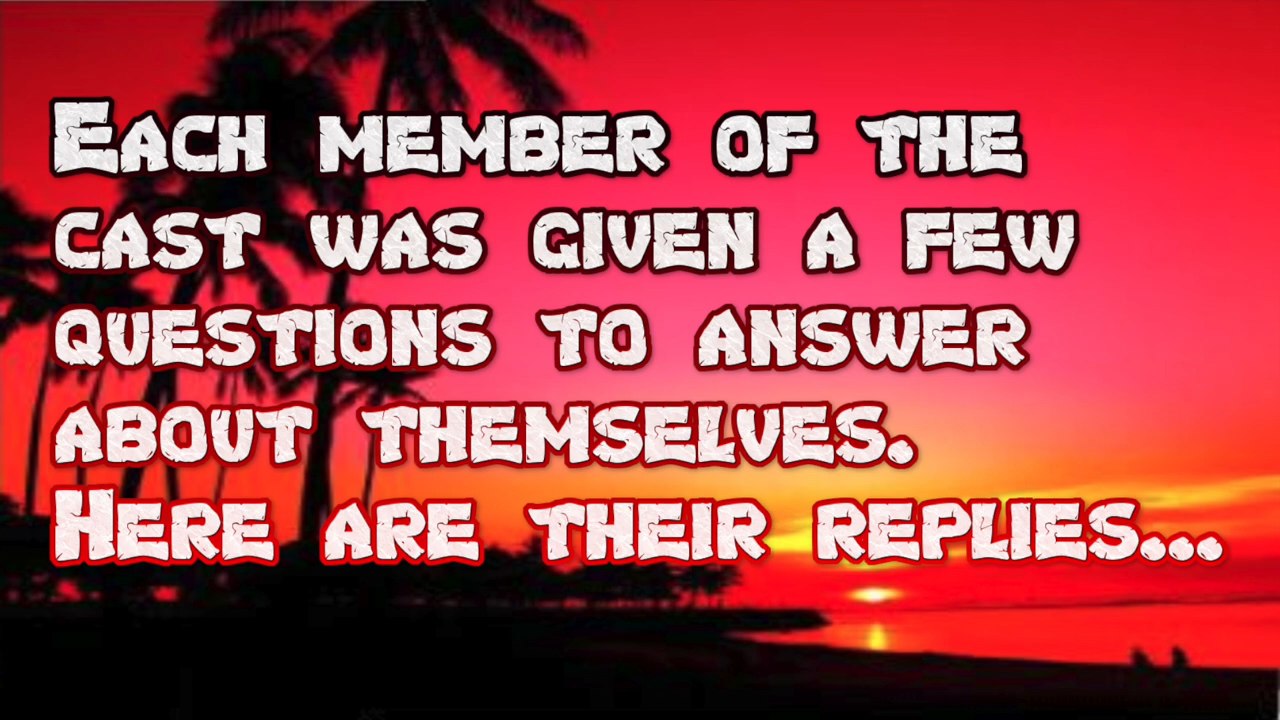 Each member of the
cast was given a few
questions to answer
about themselves.
Here are their replies...